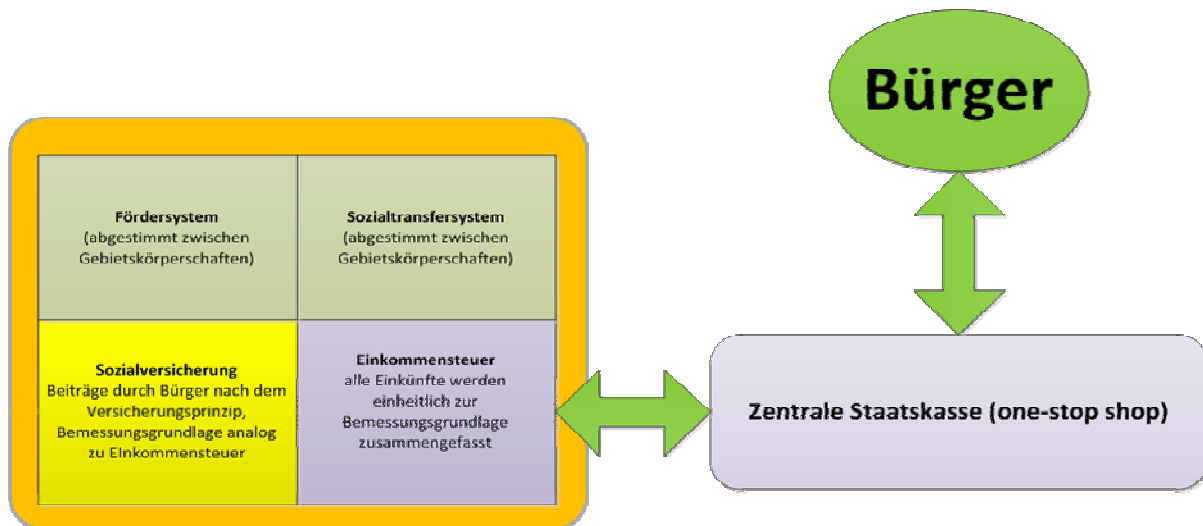 Bürger
Fördersystem
(abgestimmt zwischen
Gebietskörperschaften)
Sozialtransfersystem
(abgestimmt zwischen
Gebietskörperschaften)
Sozialversicherung
Beiträge durch Bürger nach dem
Versicherungsprinzip,
Bemessungsgrundlage analog
zu EInkommensteuer
Einkommensteuer
alle Einkünfte werden
einheitlich zur
Bemessungsgrundlage
zusammengefasst
Zentrale Staatskasse (one-stop shop)